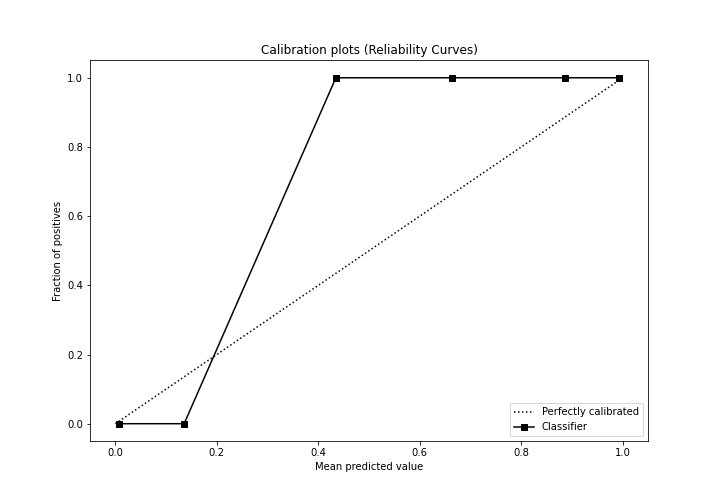 Calibration plots (Reliability Curves)
Fraction of positives
1.0
0.8
0.6
0.4
0.2
0.0
0.0 0.2 0.4 0.6 0.8 1.0
Mean predicted value
Perfectly calibrated
Classifier